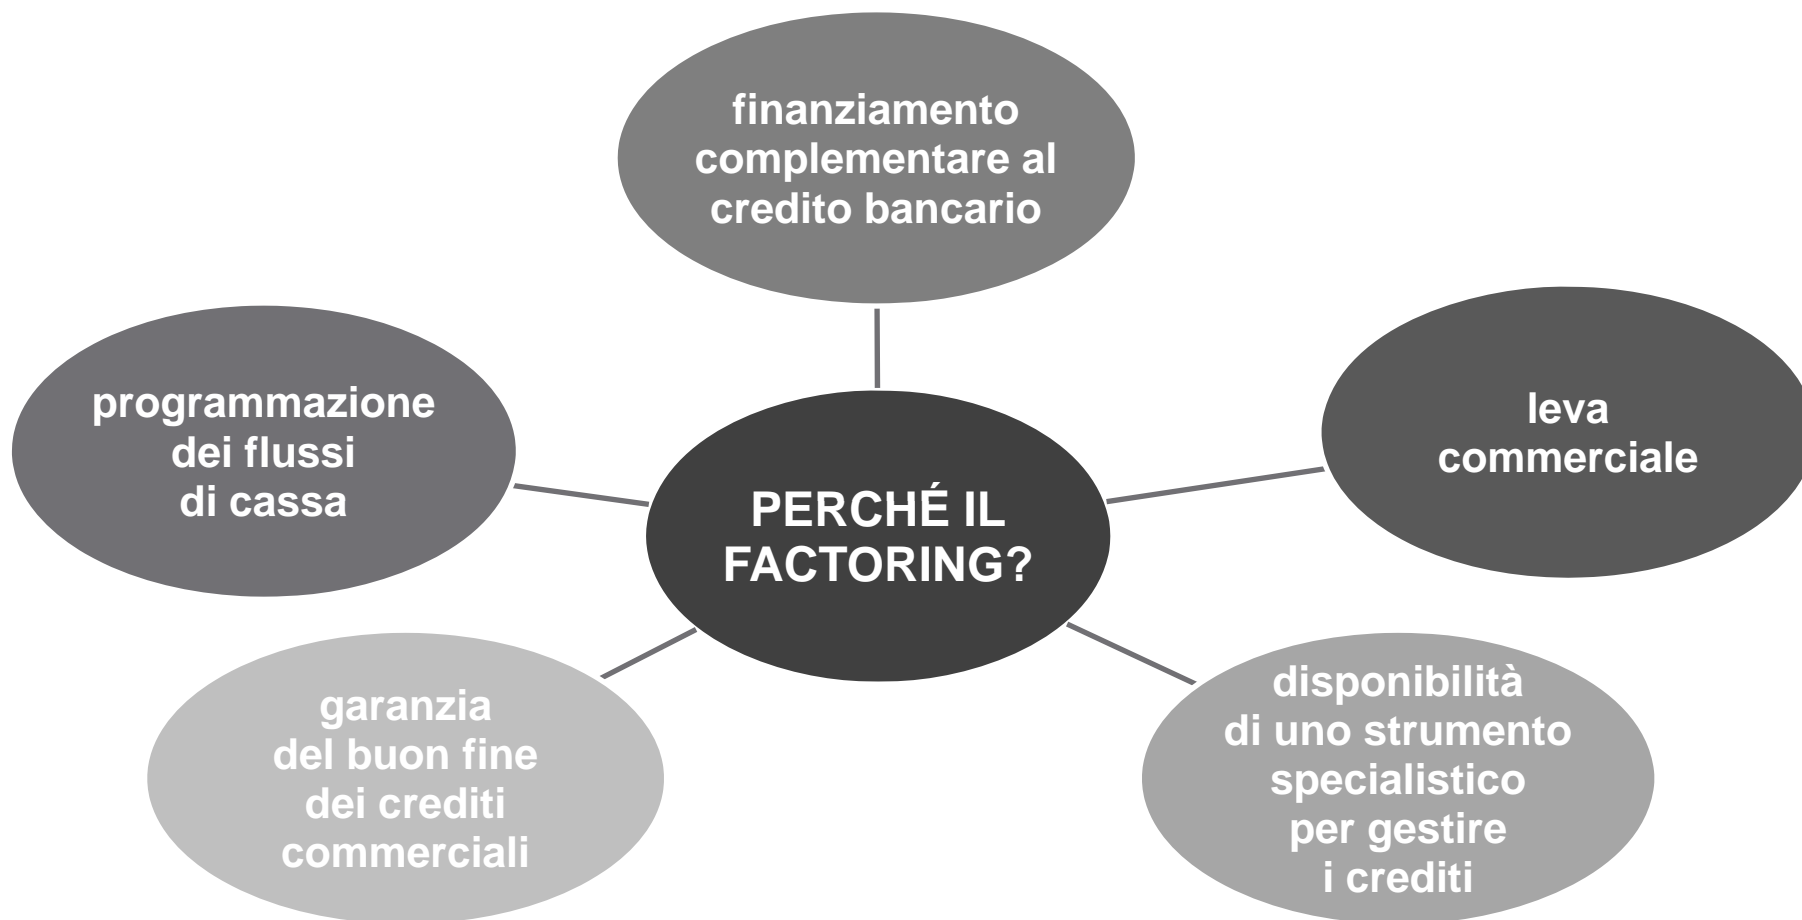 finanziamento
complementare al
credito bancario
programmazione
dei flussi
di cassa
leva
commerciale
PERCHÉ IL
FACTORING?
garanzia
del buon fine
dei crediti
commerciali
disponibilità
di uno strumento
specialistico
per gestire
i crediti